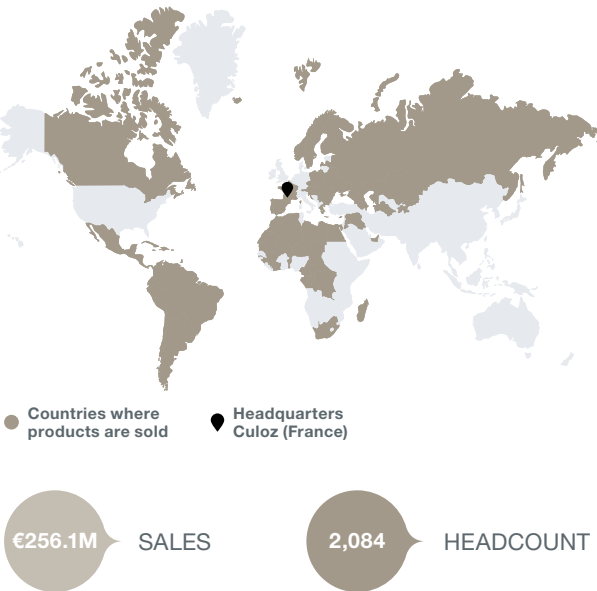 Countries where
products are sold
Headquarters
Culoz (France)
€256.1M
SALES
2,084
HEADCOUNT